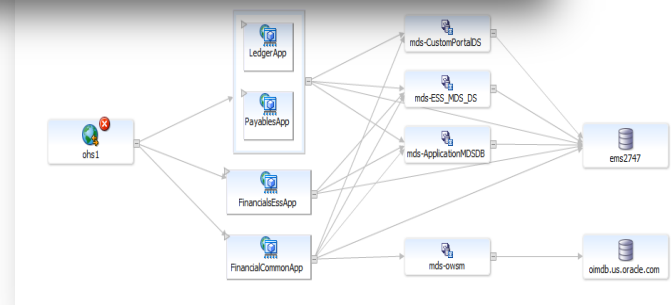 LedgerApp
mds-CustomPortalDS
mds-ESS_MDS_DS
PayablesApp
ohs1
mds-ApplicationMDSDB
ems2747
FinancialsEssApp
FinancialCommonApp
mds-owsm
oimdb.us.oracle.com